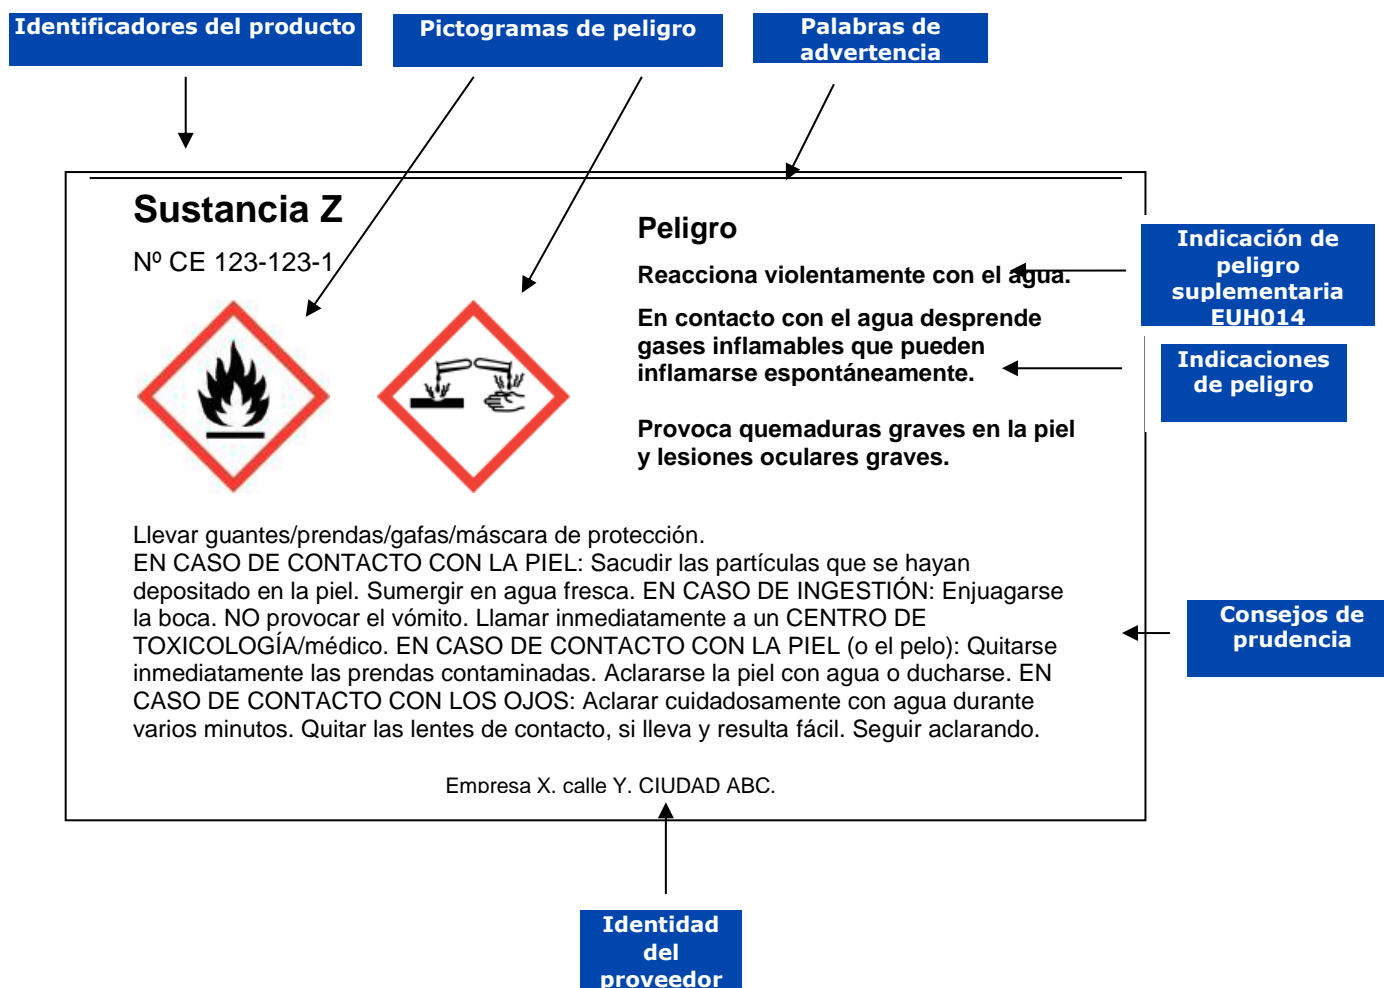 Identificadores del producto
Pictogramas de peligro
Palabras de
advertencia
Sustancia Z
Nº CE 123-123-1
Peligro
Reacciona violentamente con el agua.
En contacto con el agua desprende
gases inflamables que pueden
inflamarse espontáneamente.
Provoca quemaduras graves en la piel
y lesiones oculares graves.
Indicación de
peligro
suplementaria
EUH014
Indicaciones
de peligro
Llevar guantes/prendas/gafas/máscara de protección.
EN CASO DE CONTACTO CON LA PIEL: Sacudir las partículas que se hayan
depositado en la piel. Sumergir en agua fresca. EN CASO DE INGESTIÓN: Enjuagarse
la boca. NO provocar el vómito. Llamar inmediatamente a un CENTRO DE
TOXICOLOGÍA/médico. EN CASO DE CONTACTO CON LA PIEL (o el pelo): Quitarse
inmediatamente las prendas contaminadas. Aclararse la piel con agua o ducharse. EN
CASO DE CONTACTO CON LOS OJOS: Aclarar cuidadosamente con agua durante
varios minutos. Quitar las lentes de contacto, si lleva y resulta fácil. Seguir aclarando.
Consejos de
prudencia
Empresa X, calle Y, CIUDAD ABC.
Identidad
del
proveedor